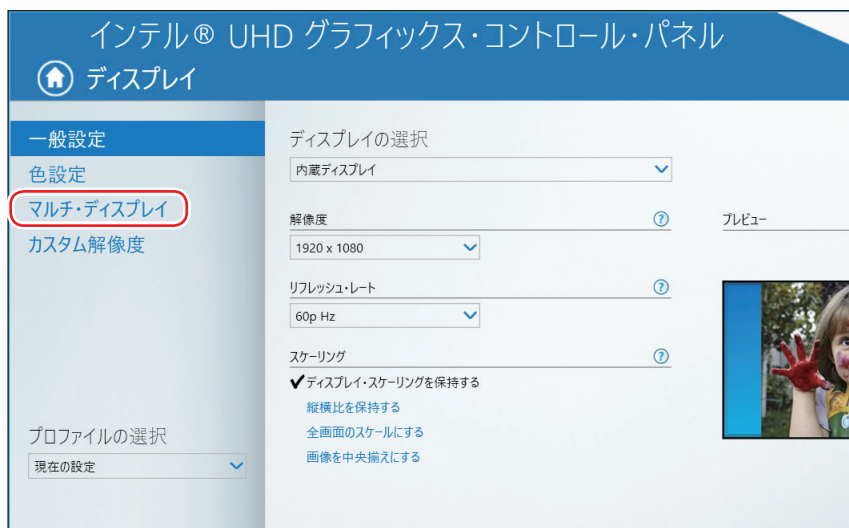 インテル® UHD グラフィックス・コントロール・パネル
ディスプレイ
一般設定
色設定
マルチ・ディスプレイ
カスタム解像度
プロファイルの選択
現在の設定
ディスプレイの選択
内蔵ディスプレイ
解像度
?
1920 x 1080
リフレッシュ・レート
?
60p Hz
スケーリング
?
✔ディスプレイ・スケーリングを保持する
縦横比を保持する
全画面のスケールにする
画像を中央揃えにする
プレビュー